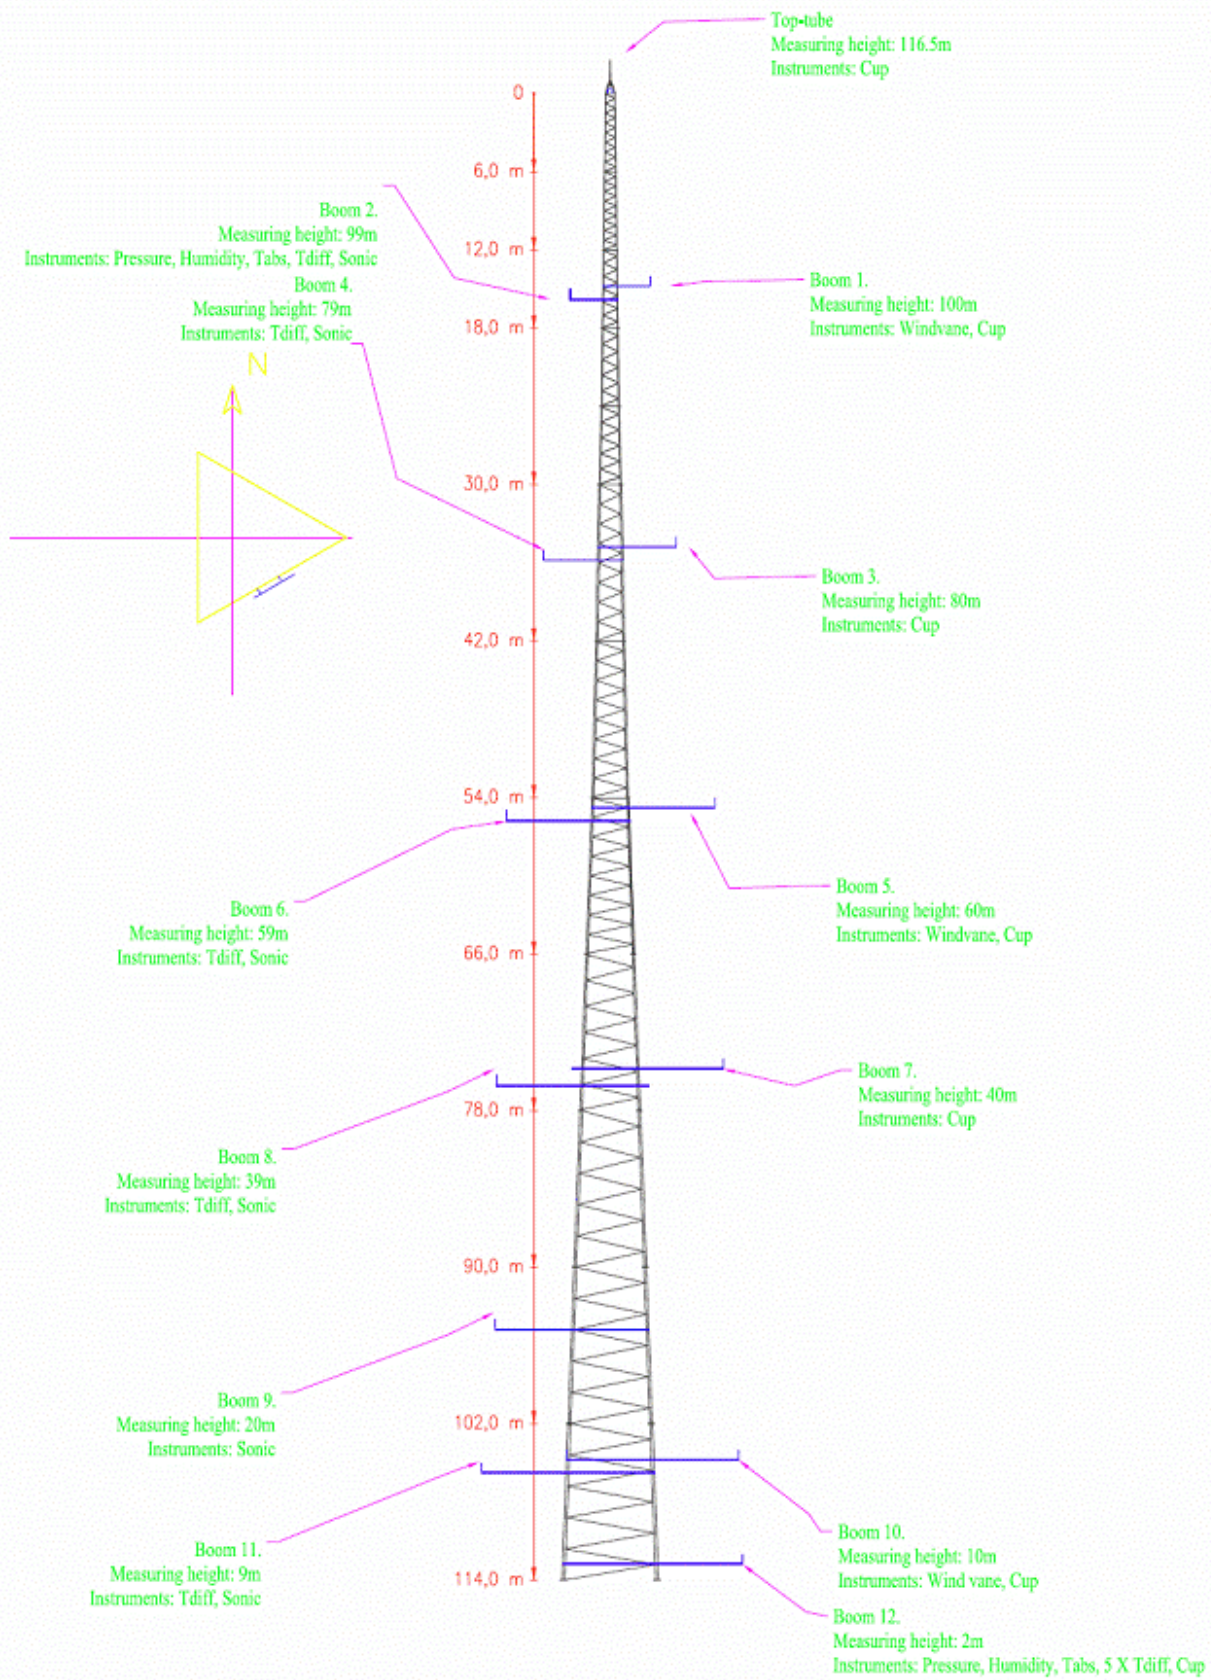 Top-tube
Measuring height: 116.5m
Instruments: Cup
0
6,0 m
Boom 2.
Measuring height: 99m
Instruments: Pressure, Humidity, Tabs, Tdiff, Sonic
12,0 m
Boom 1.
Measuring height: 100m
Instruments: Windvane, Cup
Boom 4.
Measuring height: 79m
Instruments: Tdiff, Sonic
18,0 m
N
30,0 m
Boom 3.
Measuring height: 80m
Instruments: Cup
42,0 m
54,0 m
Boom 6.
Measuring height: 59m
Instruments: Tdiff, Sonic
Boom 5.
Measuring height: 60m
Instruments: Windvane, Cup
66,0 m
Boom 7.
Measuring height: 40m
Instruments: Cup
78,0 m
Boom 8.
Measuring height: 39m
Instruments: Tdiff, Sonic
90,0 m
Boom 9.
Measuring height: 20m
Instruments: Sonic
102,0 m
Boom 10.
Measuring height: 10m
Instruments: Wind vane, Cup
Boom 11.
Measuring height: 9m
Instruments: Tdiff, Sonic
114,0 m
Boom 12.
Measuring height: 2m
Instruments: Pressure, Humidity, Tabs, 5 X Tdiff, Cup